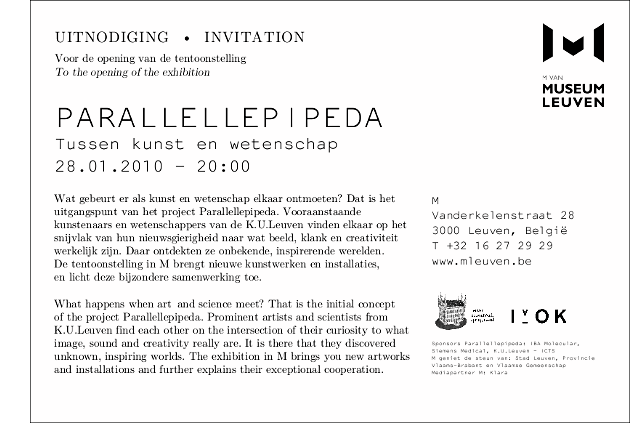 UITNODIGING • INVITATION
Voor de opening van de tentoonstelling
To the opening of the exhibition
PARALLELLEPIPEDA
Tussen kunst en wetenschap
28.01.2010 – 20:00
Wat gebeurt er als kunst en wetenschap elkaar ontmoeten? Dat is het
uitgangspunt van het project Parallellepipeda. Vooraanstaande
kunstenaars en wetenschappers van de K.U.Leuven vinden elkaar op het
snijvlak van hun nieuwsgierigheid naar wat beeld, klank en creativiteit
werkelijk zijn. Daar ontdekten ze onbekende, inspirerende werelden.
De tentoonstelling in M brengt nieuwe kunstwerken en installaties,
en licht deze bijzondere samenwerking toe.
What happens when art and science meet? That is the initial concept
of the project Parallellepipeda. Prominent artists and scientists from
K.U.Leuven find each other on the intersection of their curiosity to what
image, sound and creativity really are. It is there that they discovered
unknown, inspiring worlds. The exhibition in M brings you new artworks
and installations and further explains their exceptional cooperation.
M
M VAN
MUSEUM
LEUVEN
M
Vanderkelenstraat 28
3000 Leuven, België
T +32 16 27 29 29
www.mleuven.be
I V OK
Sponsors Parallellepipeda: IBA Molecular,
Siemens Medical, K.U.Leuven - ICTS
M geniet de steun van: Stad Leuven, Provincie
Vlaams-Brabant en Vlaamse Gemeenschap
Mediapartner M: Klara